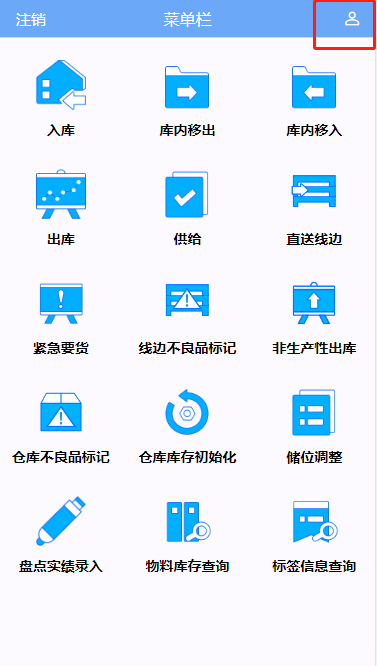 注销 菜单栏
入库 库内移出 库内移入
出库 供给 直送线边
紧急要货 线边不良品标记 非生产性出库
仓库不良品标记 仓库库存初始化 储位调整
盘点实绩录入 物料库存查询 标签信息查询